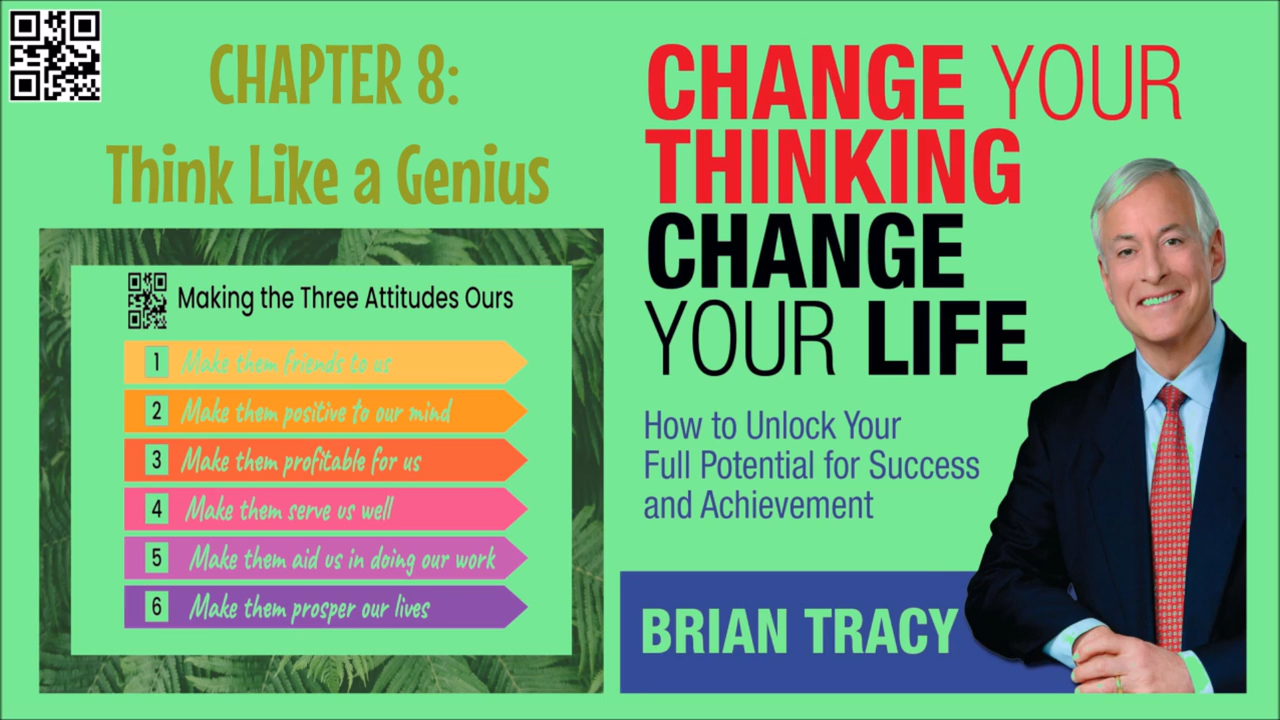 CHAPTER 8:
Think Like a Genius
Making the Three Attitudes Ours
1 Make them friends to us
2 Make them positive to our mind
3 Make them profitable for us
4 Make them serve us well
5 Make them aid us in doing our work
6 Make them prosper our lives
CHANGE YOUR
THINKING
CHANGE
YOUR LIFE
How to Unlock Your
Full Potential for Success
and Achievement
BRIAN TRACY